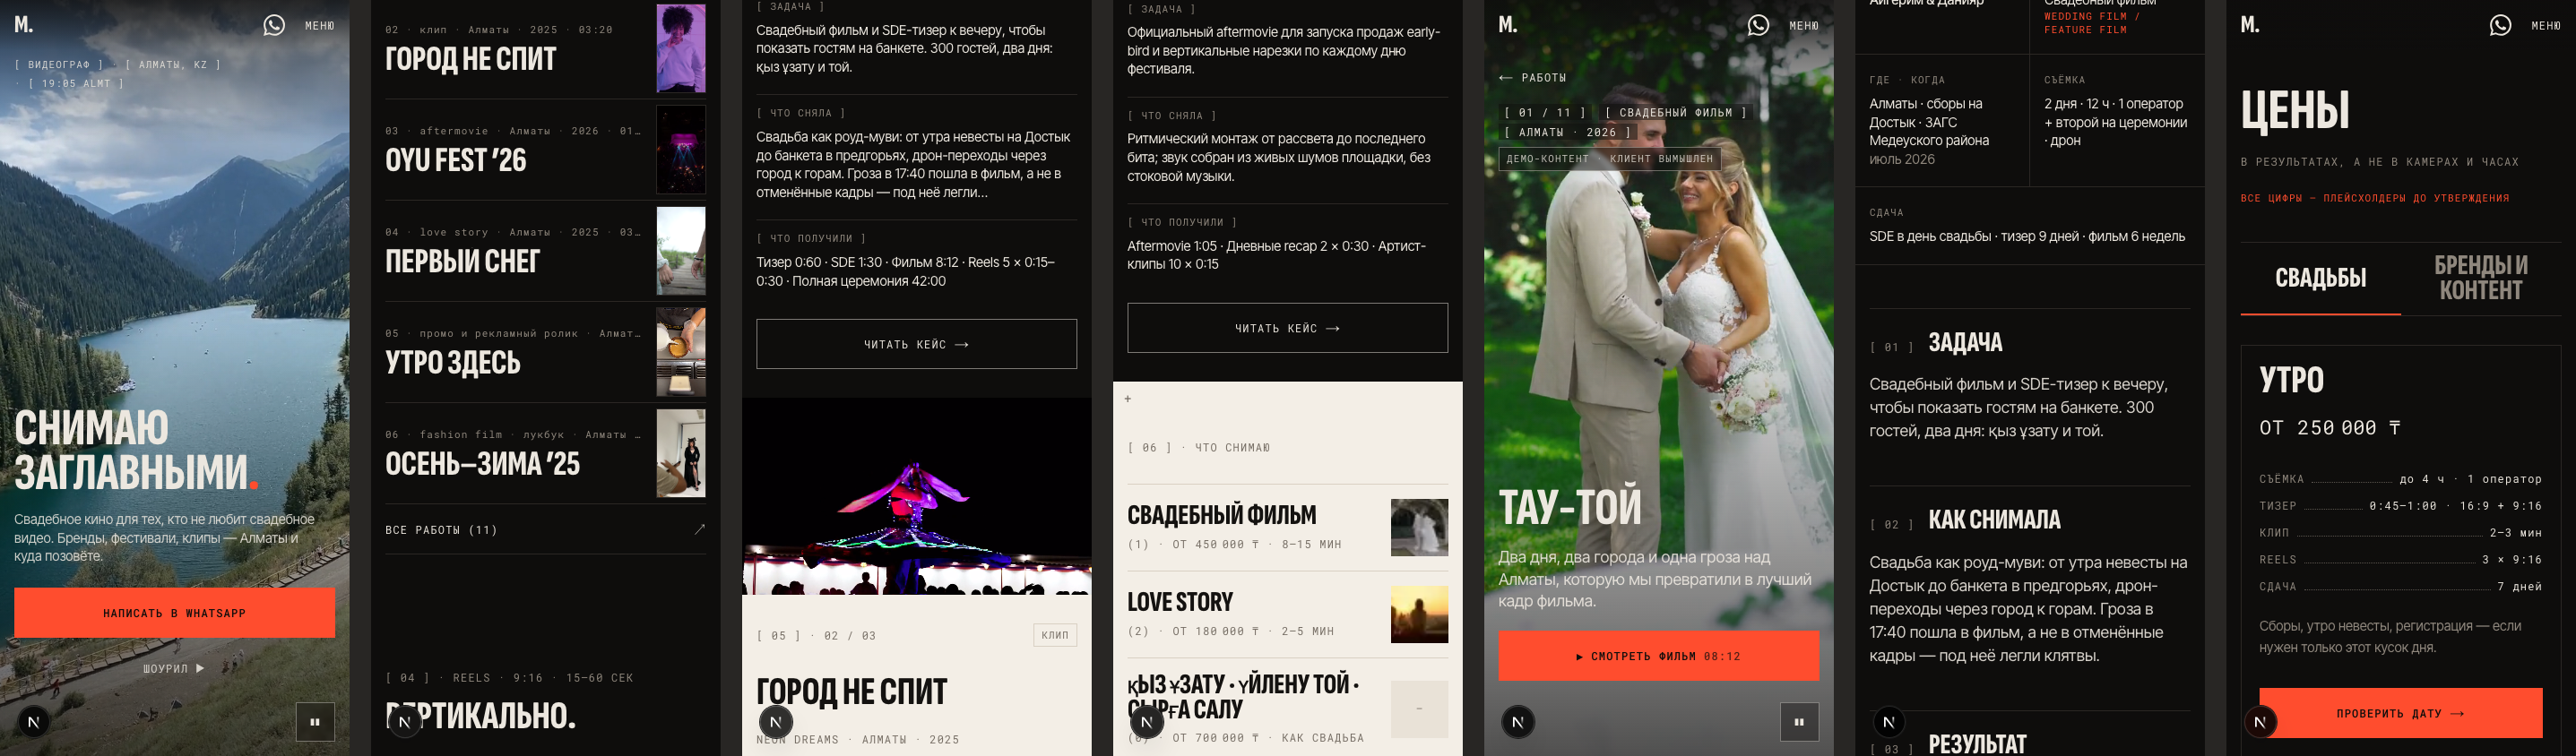 M.
МЕНЮ
[ ВИДЕОГРАФ ] · [ АЛМАТЫ, KZ ]
· [ 19:05 ALMT ]
СНИМАЮ
ЗАГЛАВНЫМИ.
Свадебное кино для тех, кто не любит свадебное
видео. Бренды, фестивали, клипы — Алматы и
куда позовёте.
НАПИСАТЬ В WHATSAPP
ШОУРИЛ ▶
N
02 · клип · Алматы · 2025 · 03:20
ГОРОД НЕ СПИТ
03 · aftermovie · Алматы · 2026 · 01…
OYU FEST ’26
04 · love story · Алматы · 2025 · 03…
ПЕРВЫЙ СНЕГ
05 · промо и рекламный ролик · Алмат…
УТРО ЗДЕСЬ
06 · fashion film · лукбук · Алматы …
ОСЕНЬ–ЗИМА ’25
ВСЕ РАБОТЫ (11) ↗
[ 04 ] · REELS · 9:16 · 15–60 СЕК
ВЕРТИКАЛЬНО.
N
[ ЗАДАЧА ]
Свадебный фильм и SDE-тизер к вечеру, чтобы
показать гостям на банкете. 300 гостей, два дня:
қыз ұзату и той.
[ ЧТО СНЯЛА ]
Свадьба как роуд-муви: от утра невесты на Достык
до банкета в предгорьях, дрон-переходы через
город к горам. Гроза в 17:40 пошла в фильм, а не в
отменённые кадры — под неё легли…
[ ЧТО ПОЛУЧИЛИ ]
Тизер 0:60 · SDE 1:30 · Фильм 8:12 · Reels 5 × 0:15–
0:30 · Полная церемония 42:00
ЧИТАТЬ КЕЙС →
[ 05 ] · 02 / 03
КЛИП
ГОРОД НЕ СПИТ
NEON DREAMS · АЛМАТЫ · 2025
N
[ ЗАДАЧА ]
Официальный aftermovie для запуска продаж early-
bird и вертикальные нарезки по каждому дню
фестиваля.
[ ЧТО СНЯЛА ]
Ритмический монтаж от рассвета до последнего
бита; звук собран из живых шумов площадки, без
стоковой музыки.
[ ЧТО ПОЛУЧИЛИ ]
Aftermovie 1:05 · Дневные recap 2 × 0:30 · Артист-
клипы 10 × 0:15
ЧИТАТЬ КЕЙС →
+
[ 06 ] · ЧТО СНИМАЮ
СВАДЕБНЫЙ ФИЛЬМ
(1) · ОТ 450 000 ₸ · 8–15 МИН
LOVE STORY
(2) · ОТ 180 000 ₸ · 2–5 МИН
ҚЫЗ ҰЗАТУ · ҮЙЛЕНУ ТОЙ ·
СЫРҒА САЛУ
ОТ 700 000 ₸ · КАК СВАДЬБА
N
M.
МЕНЮ
← РАБОТЫ
[ 01 / 11 ] [ СВАДЕБНЫЙ ФИЛЬМ ]
[ АЛМАТЫ · 2026 ]
ДЕМО-КОНТЕНТ · КЛИЕНТ ВЫМЫШЛЕН
ТАУ-ТОЙ
Два дня, два города и одна гроза над
Алматы, которую мы превратили в лучший
кадр фильма.
▶ СМОТРЕТЬ ФИЛЬМ 08:12
N
Айгерим & Данияр
Свадебный фильм
WEDDING FILM /
FEATURE FILM
ГДЕ · КОГДА
Алматы · сборы на
Достык · ЗАГС
Медеуского района
июль 2026
СЪЁМКА
2 дня · 12 ч · 1 оператор
+ второй на церемонии
· дрон
СДАЧА
SDE в день свадьбы · тизер 9 дней · фильм 6 недель
[ 01 ] ЗАДАЧА
Свадебный фильм и SDE-тизер к вечеру,
чтобы показать гостям на банкете. 300
гостей, два дня: қыз ұзату и той.
[ 02 ] КАК СНИМАЛА
Свадьба как роуд-муви: от утра невесты на
Достык до банкета в предгорьях, дрон-
переходы через город к горам. Гроза в
17:40 пошла в фильм, а не в отменённые
кадры — под неё легли клятвы.
[ 03 ] РЕЗУЛЬТАТ
N
M.
МЕНЮ
ЦЕНЫ
В РЕЗУЛЬТАТАХ, А НЕ В КАМЕРАХ И ЧАСАХ
ВСЕ ЦИФРЫ — ПЛЕЙСХОЛДЕРЫ ДО УТВЕРЖДЕНИЯ
СВАДЬБЫ
БРЕНДЫ И
КОНТЕНТ
УТРО
ОТ 250 000 ₸
СЪЁМКА до 4 ч · 1 оператор
ТИЗЕР 0:45–1:00 · 16:9 + 9:16
КЛИП 2–3 мин
REELS 3 × 9:16
СДАЧА 7 дней
Сборы, утро невесты, регистрация — если
нужен только этот кусок дня.
ПРОВЕРИТЬ ДАТУ →
N